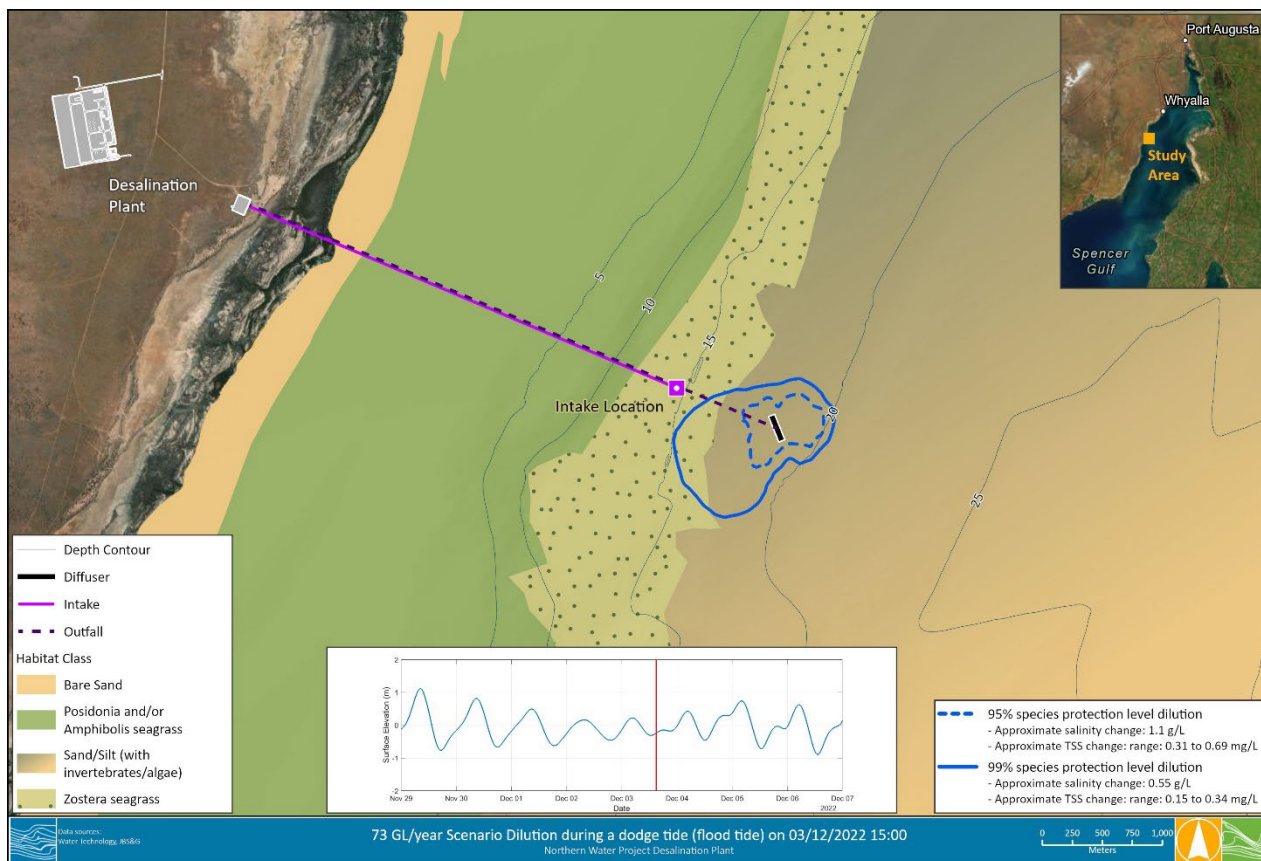 Port Augusta
Whyalla
Study
Area
Spencer
Gulf
Desalination
Plant
5
10
15
20
25
Intake Location
Depth Contour
Diffuser
Intake
Outfall
Habitat Class
Bare Sand
Posidonia and/or
Amphibolis seagrass
Sand/Silt (with
invertebrates/algae)
Zostera seagrass
Surface Elevation (m)
2
1
0
-1
-2
Nov 29 Nov 30 Dec 01 Dec 02 Dec 03 Dec 04 Dec 05 Dec 06 Dec 07
Date
2022
95% species protection level dilution
- Approximate salinity change: 1.1 g/L
- Approximate TSS change: range: 0.31 to 0.69 mg/L
99% species protection level dilution
- Approximate salinity change: 0.55 g/L
- Approximate TSS change: range: 0.15 to 0.34 mg/L
Data sources:
Water Technology, JBS&G
73 GL/year Scenario Dilution during a dodge tide (flood tide) on 03/12/2022 15:00
Northern Water Project Desalination Plant
0 250 500 750 1,000
Meters